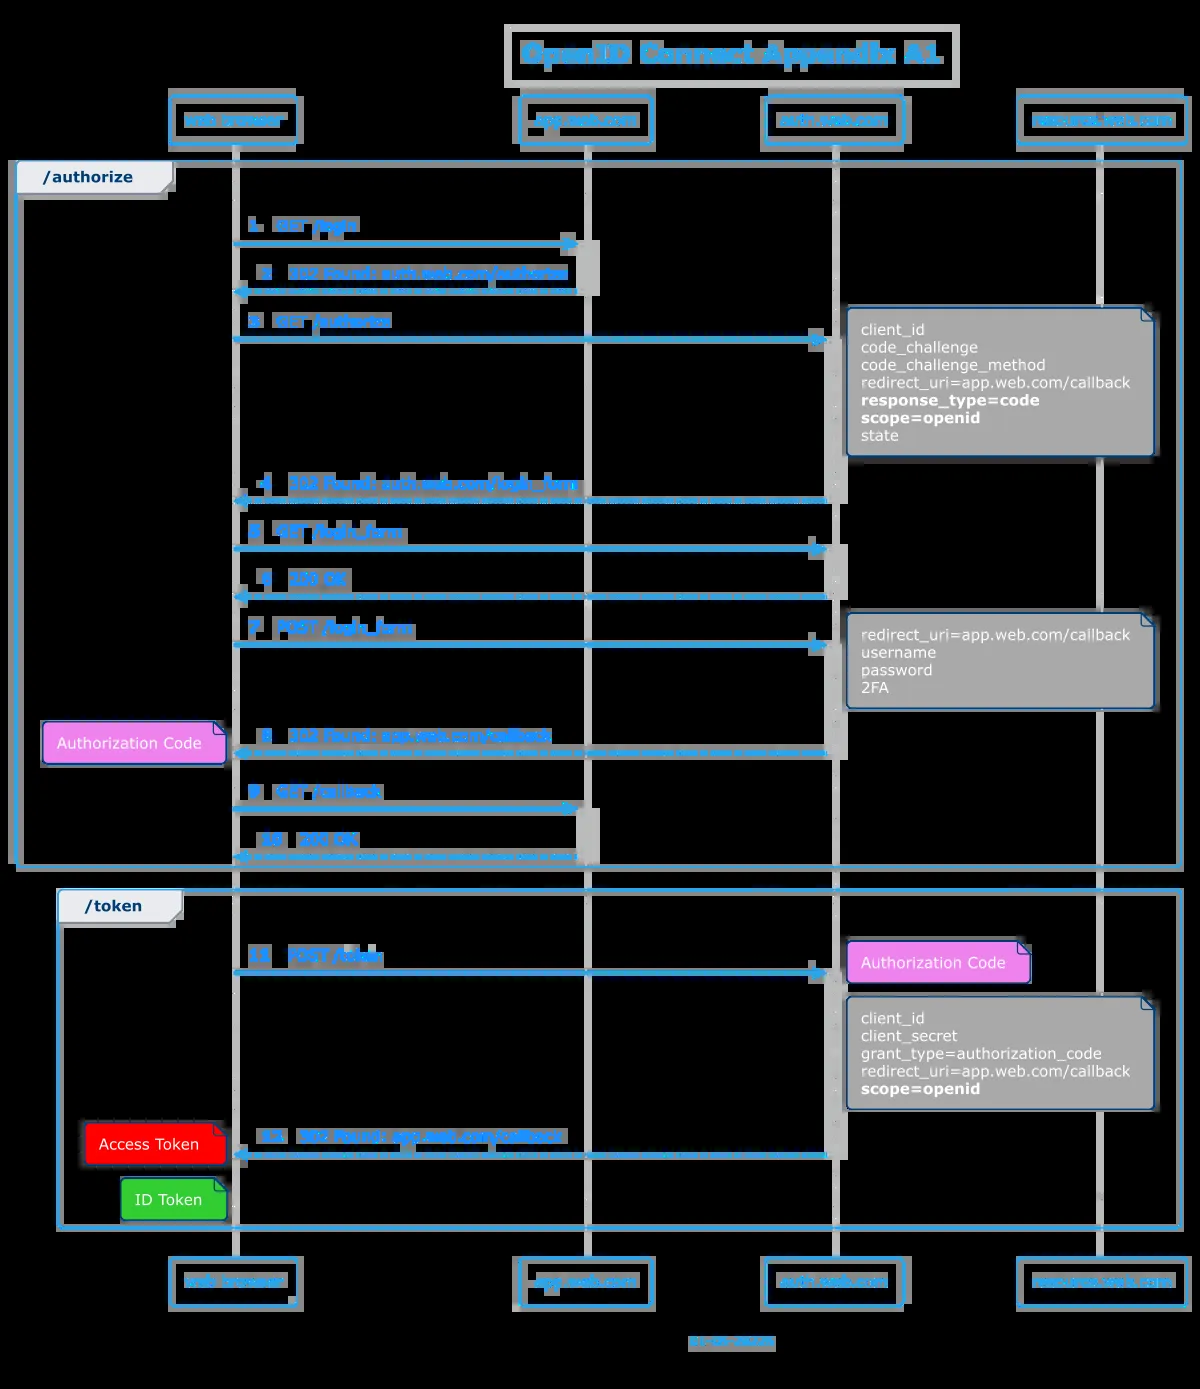 OpenID Connect Appendix A1
web browser
app.web.com
auth.web.com
resource.web.com
/authorize
1 GET /login
2 302 Found: auth.web.com/authorize
3 GET /authorize
client_id
code_challenge
code_challenge_method
redirect_uri=app.web.com/callback
response_type=code
scope=openid
state
4 302 Found: auth.web.com/login_form
5 GET /login_form
6 200 OK
7 POST /login_form
redirect_uri=app.web.com/callback
username
password
2FA
Authorization Code
8 302 Found: app.web.com/callback
9 GET /callback
10 200 OK
/token
11 POST /token
Authorization Code
client_id
client_secret
grant_type=authorization_code
redirect_uri=app.web.com/callback
scope=openid
12 302 Found: app.web.com/callback
Access Token
ID Token
web browser
app.web.com
auth.web.com
resource.web.com